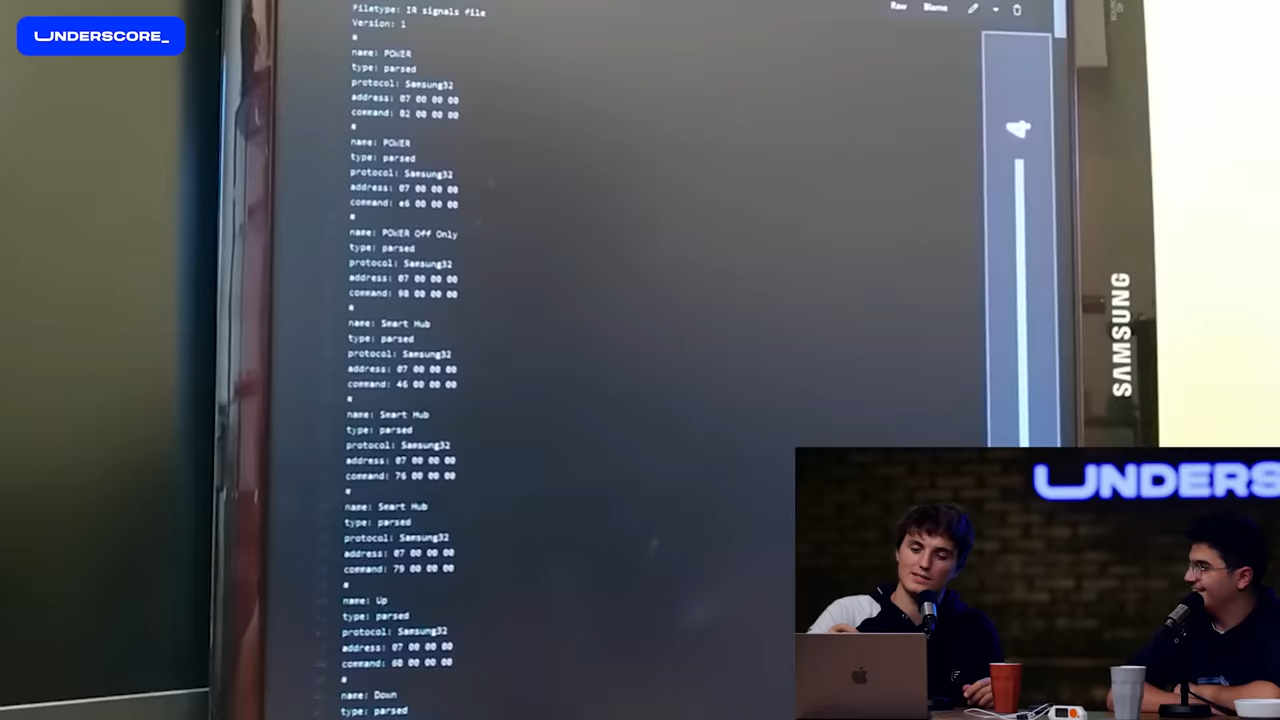 UNDERSCORE_
Filetype: IR signals file
Version: 1
#
name: POWER
type: parsed
protocol: Samsung32
address: 07 00 00 00
command: 02 00 00 00
#
name: POWER
type: parsed
protocol: Samsung32
address: 07 00 00 00
command: e6 00 00 00
#
name: POWER Off Only
type: parsed
protocol: Samsung32
address: 07 00 00 00
command: 98 00 00 00
#
name: Smart Hub
type: parsed
protocol: Samsung32
address: 07 00 00 00
command: 46 00 00 00
#
name: Smart Hub
type: parsed
protocol: Samsung32
address: 07 00 00 00
command: 76 00 00 00
#
name: Smart Hub
type: parsed
protocol: Samsung32
address: 07 00 00 00
command: 79 00 00 00
#
name: Up
type: parsed
protocol: Samsung32
address: 07 00 00 00
command: 60 00 00 00
#
name: Down
type: parsed
Raw Blame
4
SAMSUNG
UNDERS